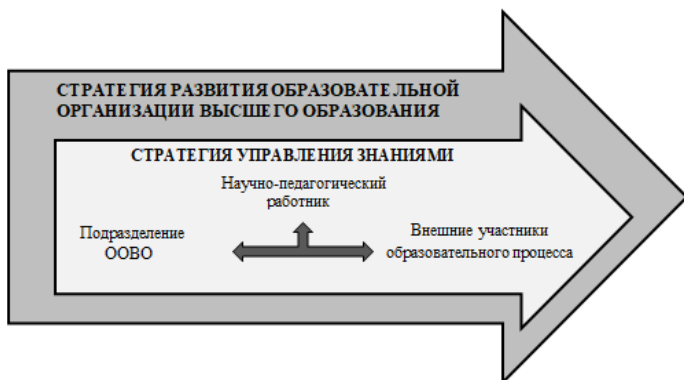 СТРАТЕГИЯ РАЗВИТИЯ ОБРАЗОВАТЕЛЬНОЙ
ОРГАНИЗАЦИИ ВЫСШЕГО ОБРАЗОВАНИЯ
СТРАТЕГИЯ УПРАВЛЕНИЯ ЗНАНИЯМИ
Научно-педагогический
работник
Подразделение
ООВО
Внешние участники
образовательного процесса